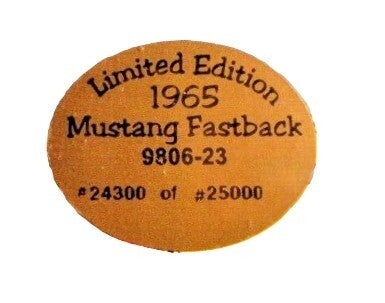 Limited Edition
1965
Mustang Fastback
9806-23
#24300 of #25000